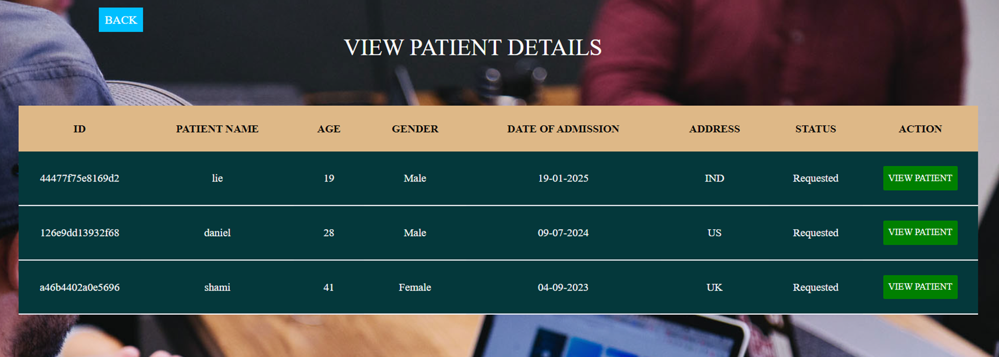 BACK
VIEW PATIENT DETAILS
ID PATIENT NAME AGE GENDER DATE OF ADMISSION ADDRESS STATUS ACTION
44477f75e8169d2 lie 19 Male 19-01-2025 IND Requested VIEW PATIENT
126e9dd13932f68 daniel 28 Male 09-07-2024 US Requested VIEW PATIENT
a46b4402a0e5696 shami 41 Female 04-09-2023 UK Requested VIEW PATIENT